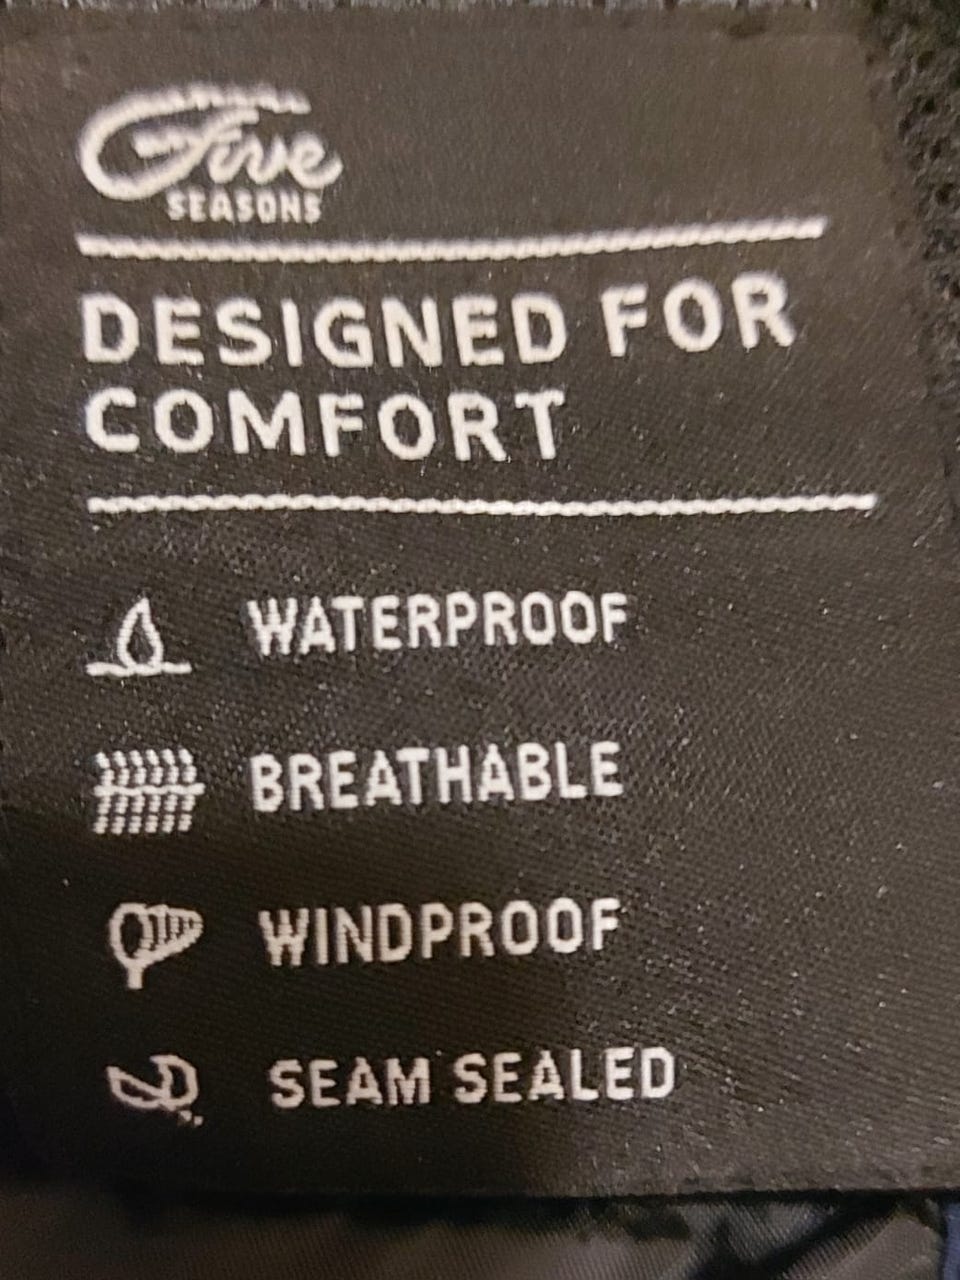 Five
SEASONS
DESIGNED FOR
COMFORT
WATERPROOF
BREATHABLE
WINDPROOF
SEAM SEALED